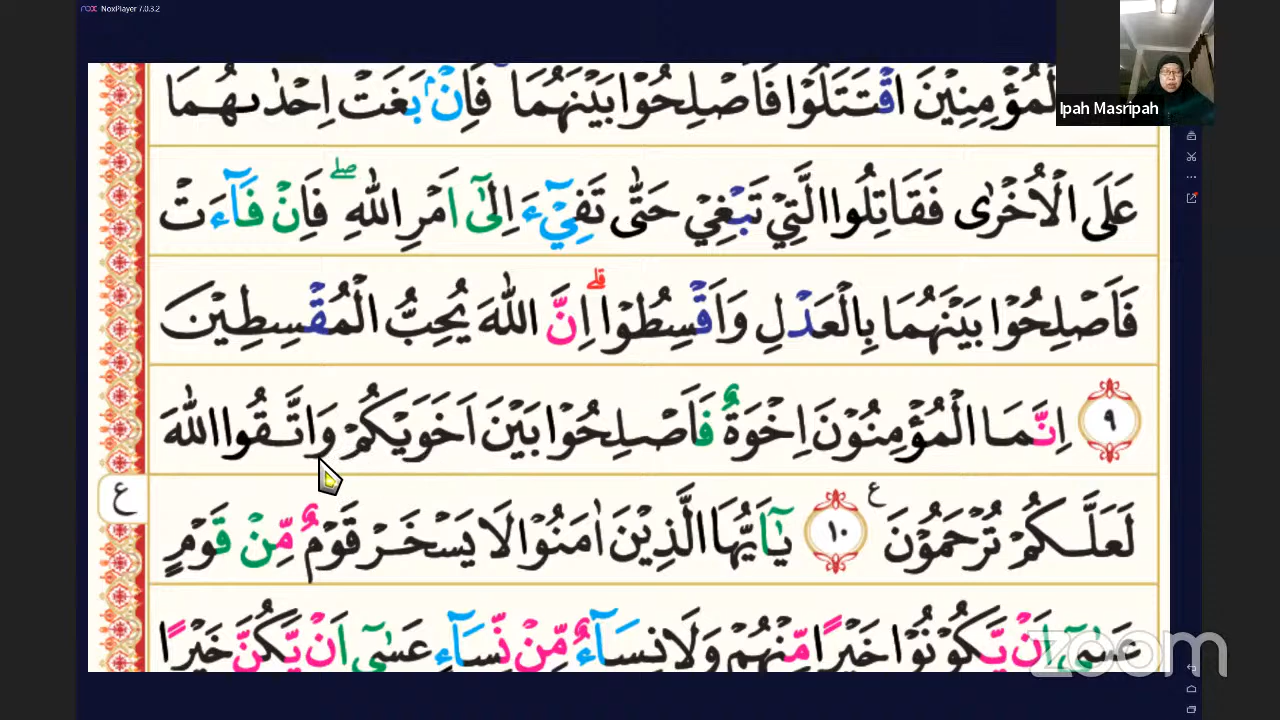 NoxPlayer 7.0.3.2
Ipah Masripah
الْمُؤْمِنِيْنَ اقْتَتَلُوْا فَاَصْلِحُوْا بَيْنَهُمَا ۚ فَاِنْۢ بَغَتْ اِحْدٰىهُمَا
عَلَى الْاُخْرٰى فَقَاتِلُوا الَّتِيْ تَبْغِيْ حَتّٰى تَفِيْۤءَ اِلٰٓى اَمْرِ اللّٰهِ ۖ فَاِنْ فَاۤءَتْ
فَاَصْلِحُوْا بَيْنَهُمَا بِالْعَدْلِ وَاَقْسِطُوْا ۗ اِنَّ اللّٰهَ يُحِبُّ الْمُقْسِطِيْنَ
٩ اِنَّمَا الْمُؤْمِنُوْنَ اِخْوَةٌ فَاَصْلِحُوْا بَيْنَ اَخَوَيْكُمْ وَاتَّقُوا اللّٰهَ
لَعَلَّكُمْ تُرْحَمُوْنَ ࣖ ١٠ يٰٓاَيُّهَا الَّذِيْنَ اٰمَنُوْا لَا يَسْخَرْ قَوْمٌ مِّنْ قَوْمٍ
ع
عَسٰٓى اَنْ يَّكُوْنُوْا خَيْرًا مِّنْهُمْ وَلَا نِسَاۤءٌ مِّنْ نِّسَاۤءٍ عَسٰٓى اَنْ يَّكُنَّ خَيْرًا
zoom